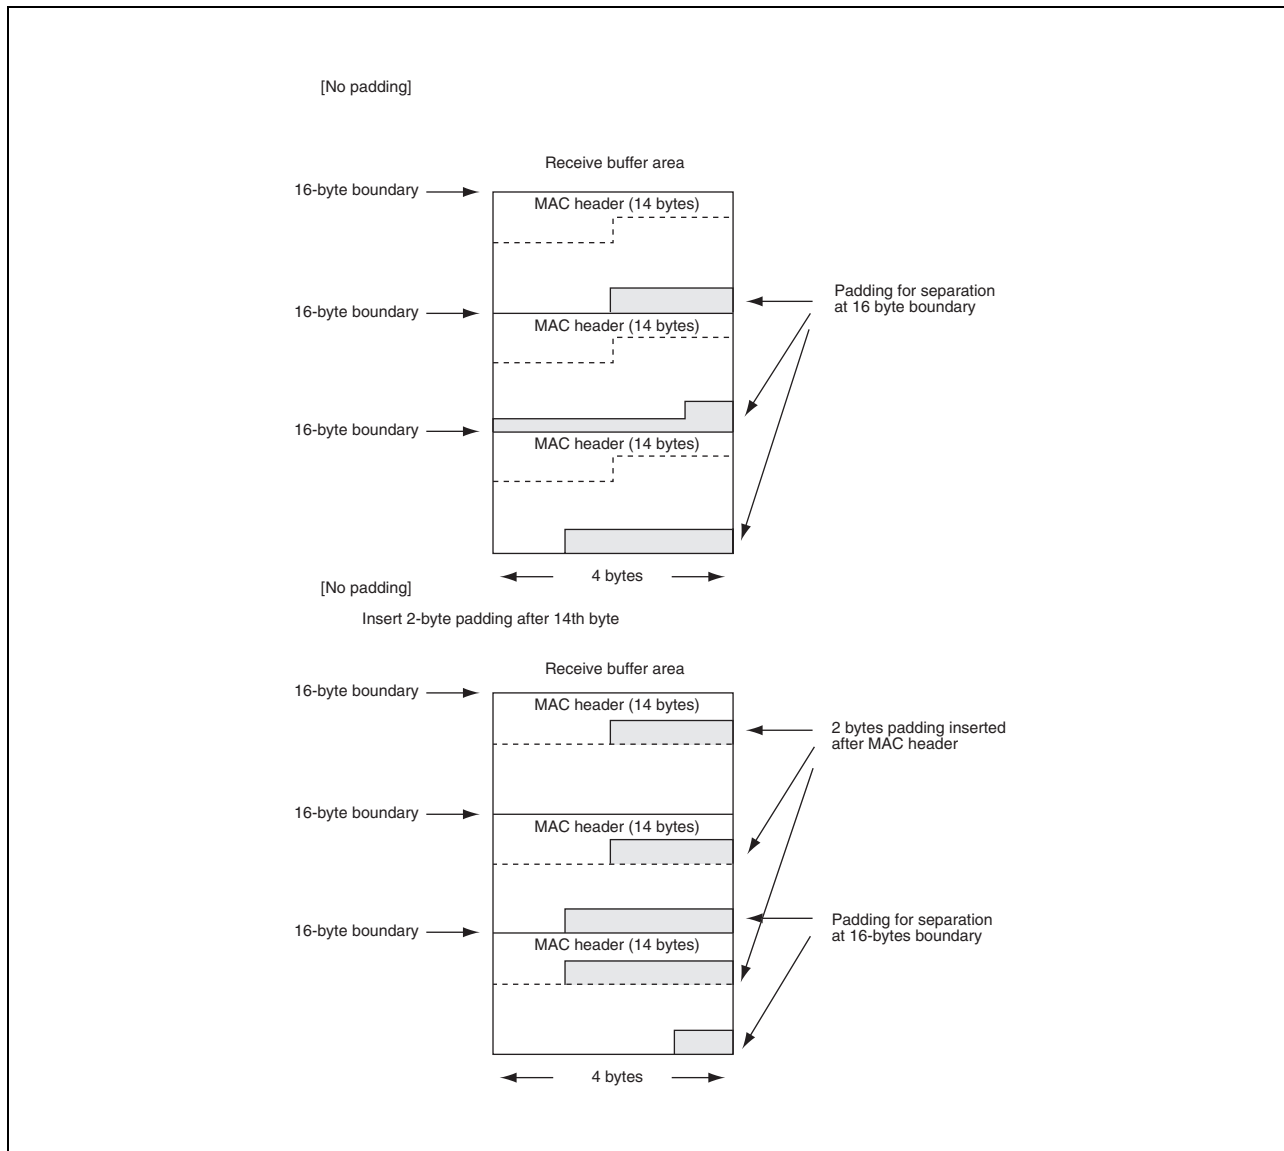 [No padding]
Receive buffer area
16-byte boundary
MAC header (14 bytes)
Padding for separation
at 16 byte boundary
16-byte boundary
MAC header (14 bytes)
16-byte boundary
MAC header (14 bytes)
4 bytes
[No padding]
Insert 2-byte padding after 14th byte
Receive buffer area
16-byte boundary
MAC header (14 bytes)
2 bytes padding inserted
after MAC header
16-byte boundary
MAC header (14 bytes)
Padding for separation
at 16-bytes boundary
16-byte boundary
MAC header (14 bytes)
4 bytes